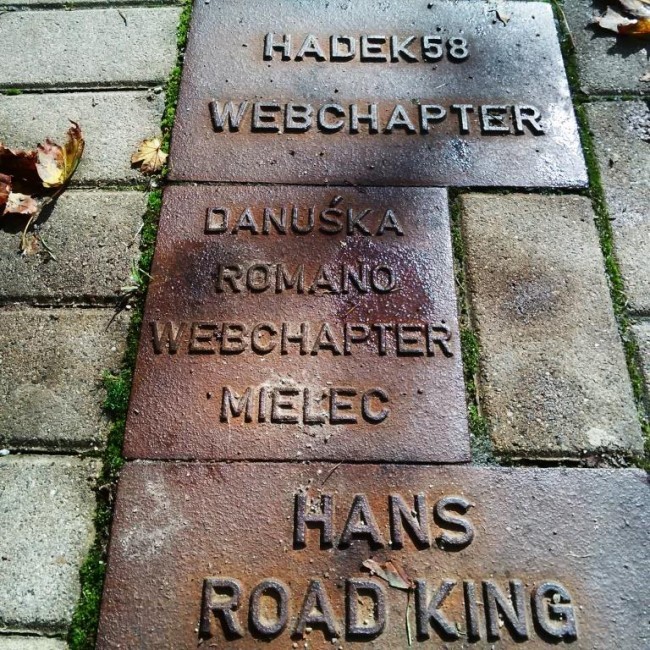 HADEK58
WEBCHAPTER
DANUŚKA
ROMANO
WEBCHAPTER
MIELEC
HANS
ROAD KING